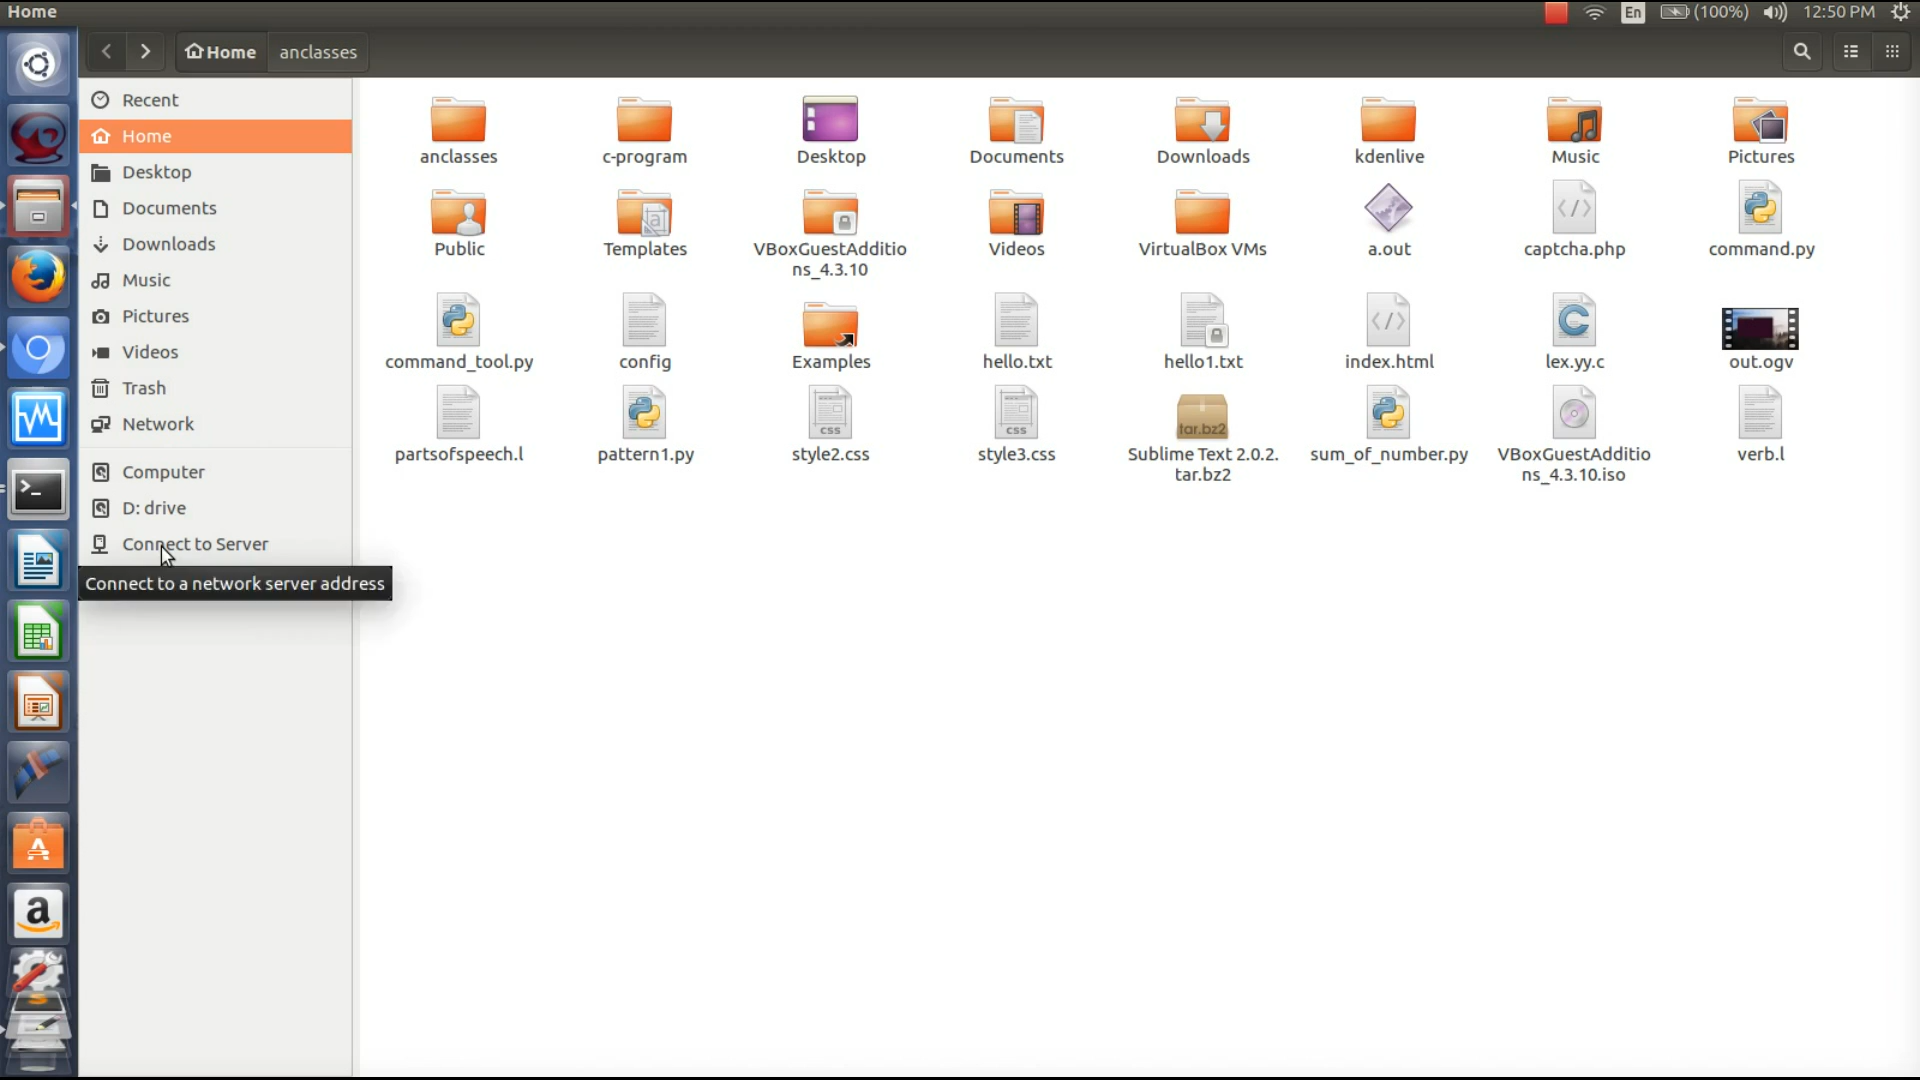 Home
En
(100%)
12:50 PM
Home
anclasses
Recent
Home
Desktop
Documents
Downloads
Music
Pictures
Videos
Trash
Network
Computer
D: drive
Connect to Server
Connect to a network server address
anclasses
c-program
Desktop
Documents
Downloads
kdenlive
Music
Pictures
Public
Templates
VBoxGuestAdditio
ns_4.3.10
Videos
VirtualBox VMs
a.out
captcha.php
command.py
command_tool.py
config
Examples
hello.txt
hello1.txt
index.html
lex.yy.c
out.ogv
partsofspeech.l
pattern1.py
css
style2.css
css
style3.css
tar.bz2
Sublime Text 2.0.2.
tar.bz2
sum_of_number.py
VBoxGuestAdditio
ns_4.3.10.iso
verb.l